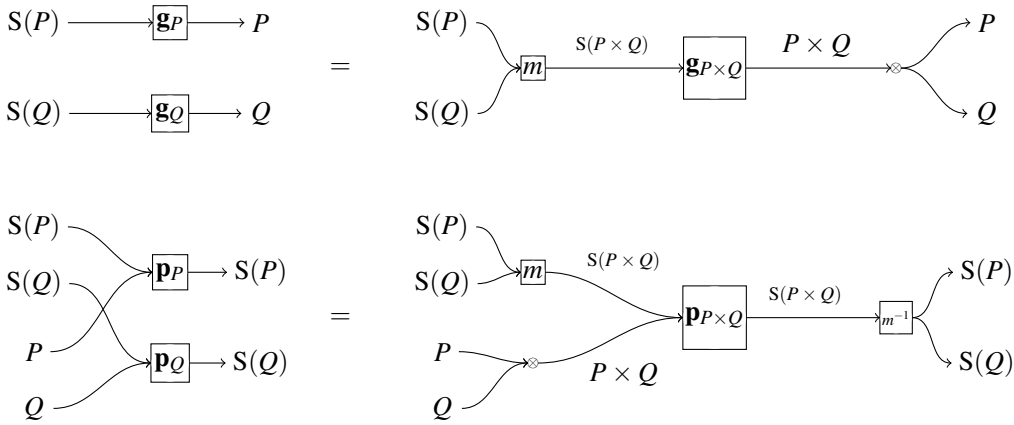 S(P) g_P P = S(P) m S(P × Q) g_{P×Q} P × Q ⊗ P
S(Q) g_Q Q S(Q) Q
S(P) p_P S(P) = S(P) m S(P × Q) p_{P×Q} S(P × Q) m⁻¹ S(P)
S(Q) S(Q)
P p_Q S(Q) P ⊗ P × Q S(Q)
Q Q